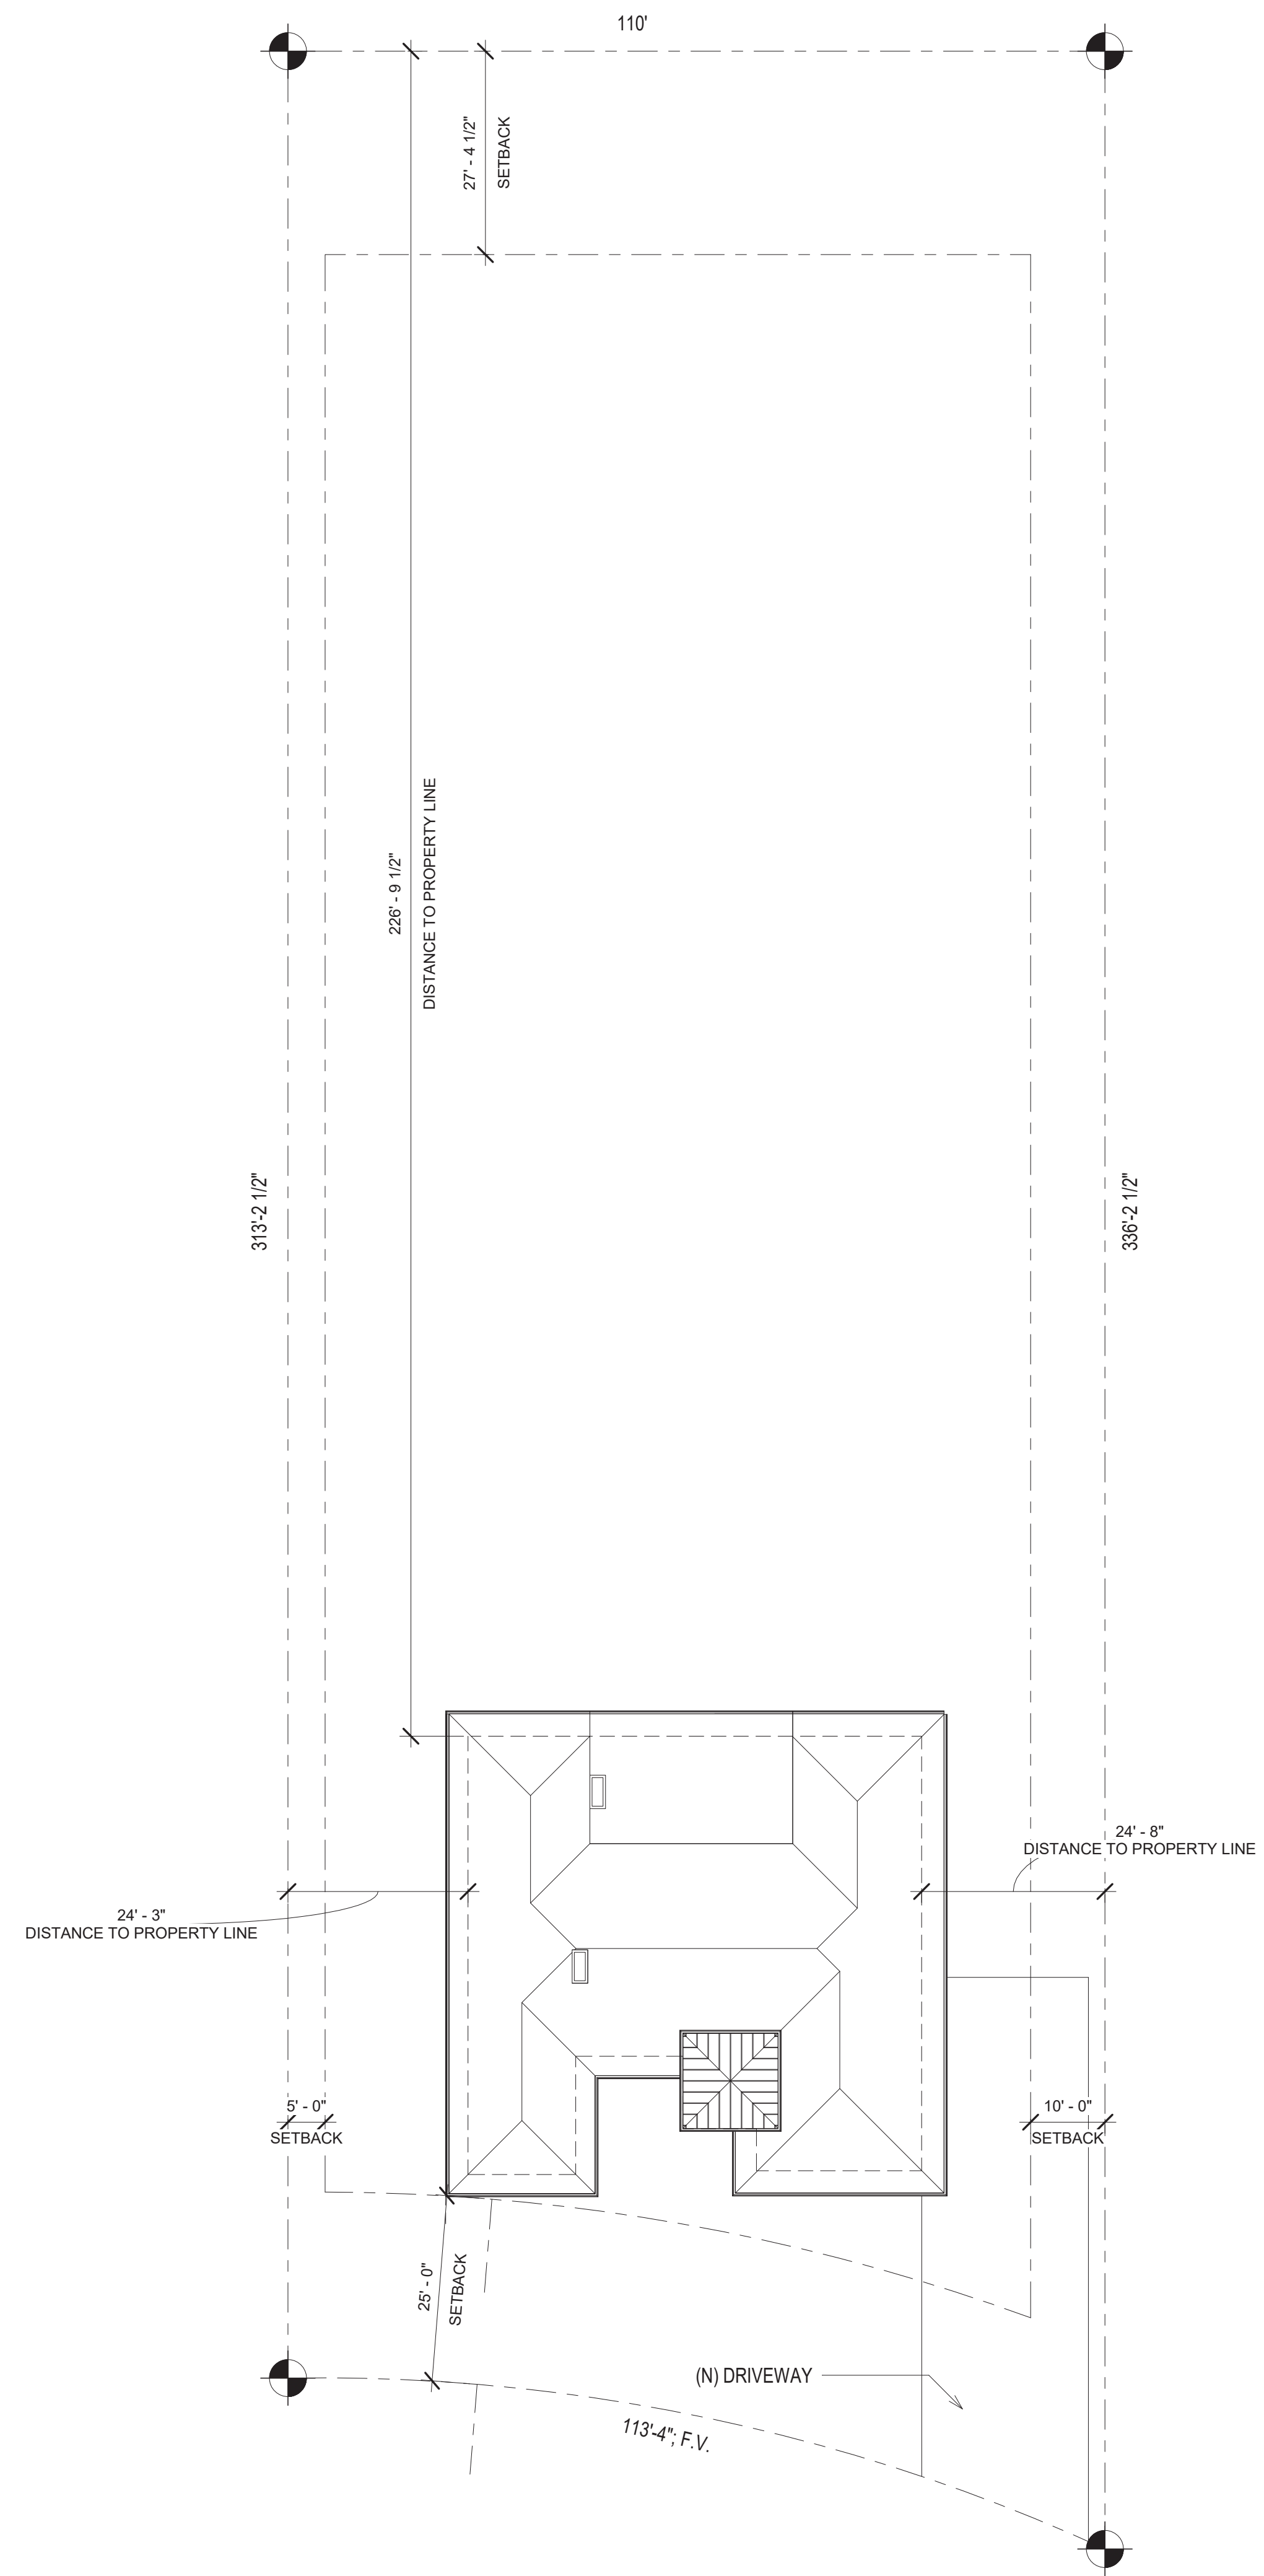 110'
27' - 4 1/2"
SETBACK
226' - 9 1/2"
DISTANCE TO PROPERTY LINE
313'-2 1/2"
336'-2 1/2"
24' - 8"
DISTANCE TO PROPERTY LINE
24' - 3"
DISTANCE TO PROPERTY LINE
5' - 0"
SETBACK
10' - 0"
SETBACK
25' - 0"
SETBACK
(N) DRIVEWAY
113'-4"; F.V.